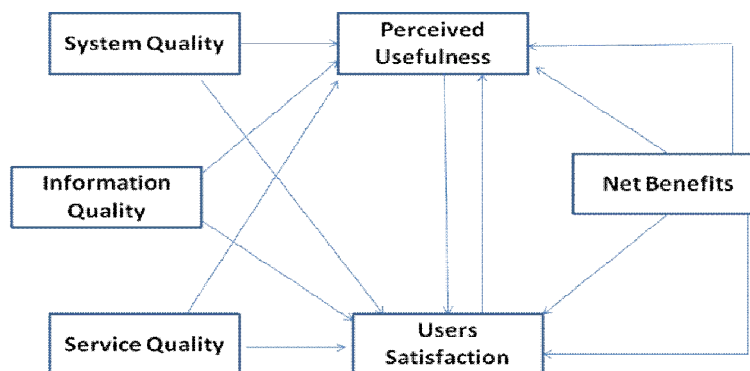 System Quality
Perceived
Usefulness
Information
Quality
Net Benefits
Service Quality
Users
Satisfaction